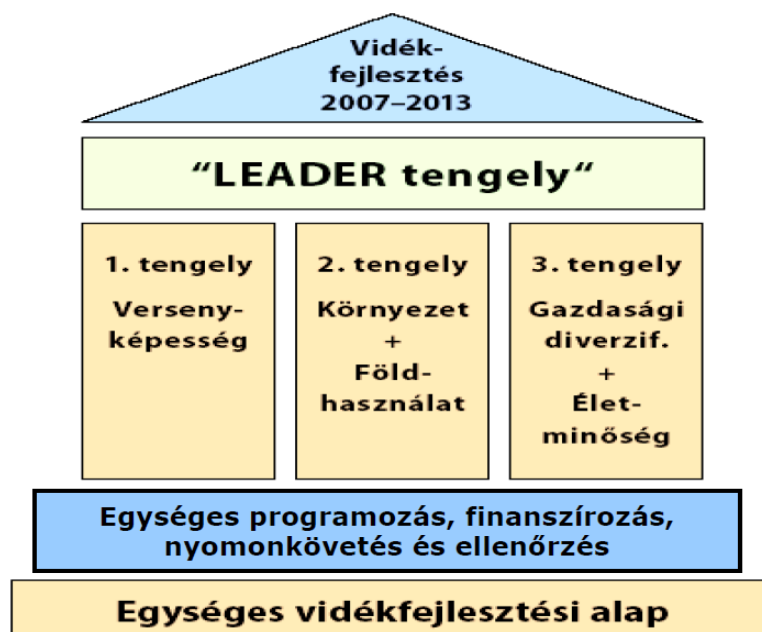 Vidék-
fejlesztés
2007–2013
“LEADER tengely“
1. tengely
Verseny-
képesség
2. tengely
Környezet
+
Föld-
használat
3. tengely
Gazdasági
diverzif.
+
Élet-
minőség
Egységes programozás, finanszírozás,
nyomonkövetés és ellenőrzés
Egységes vidékfejlesztési alap